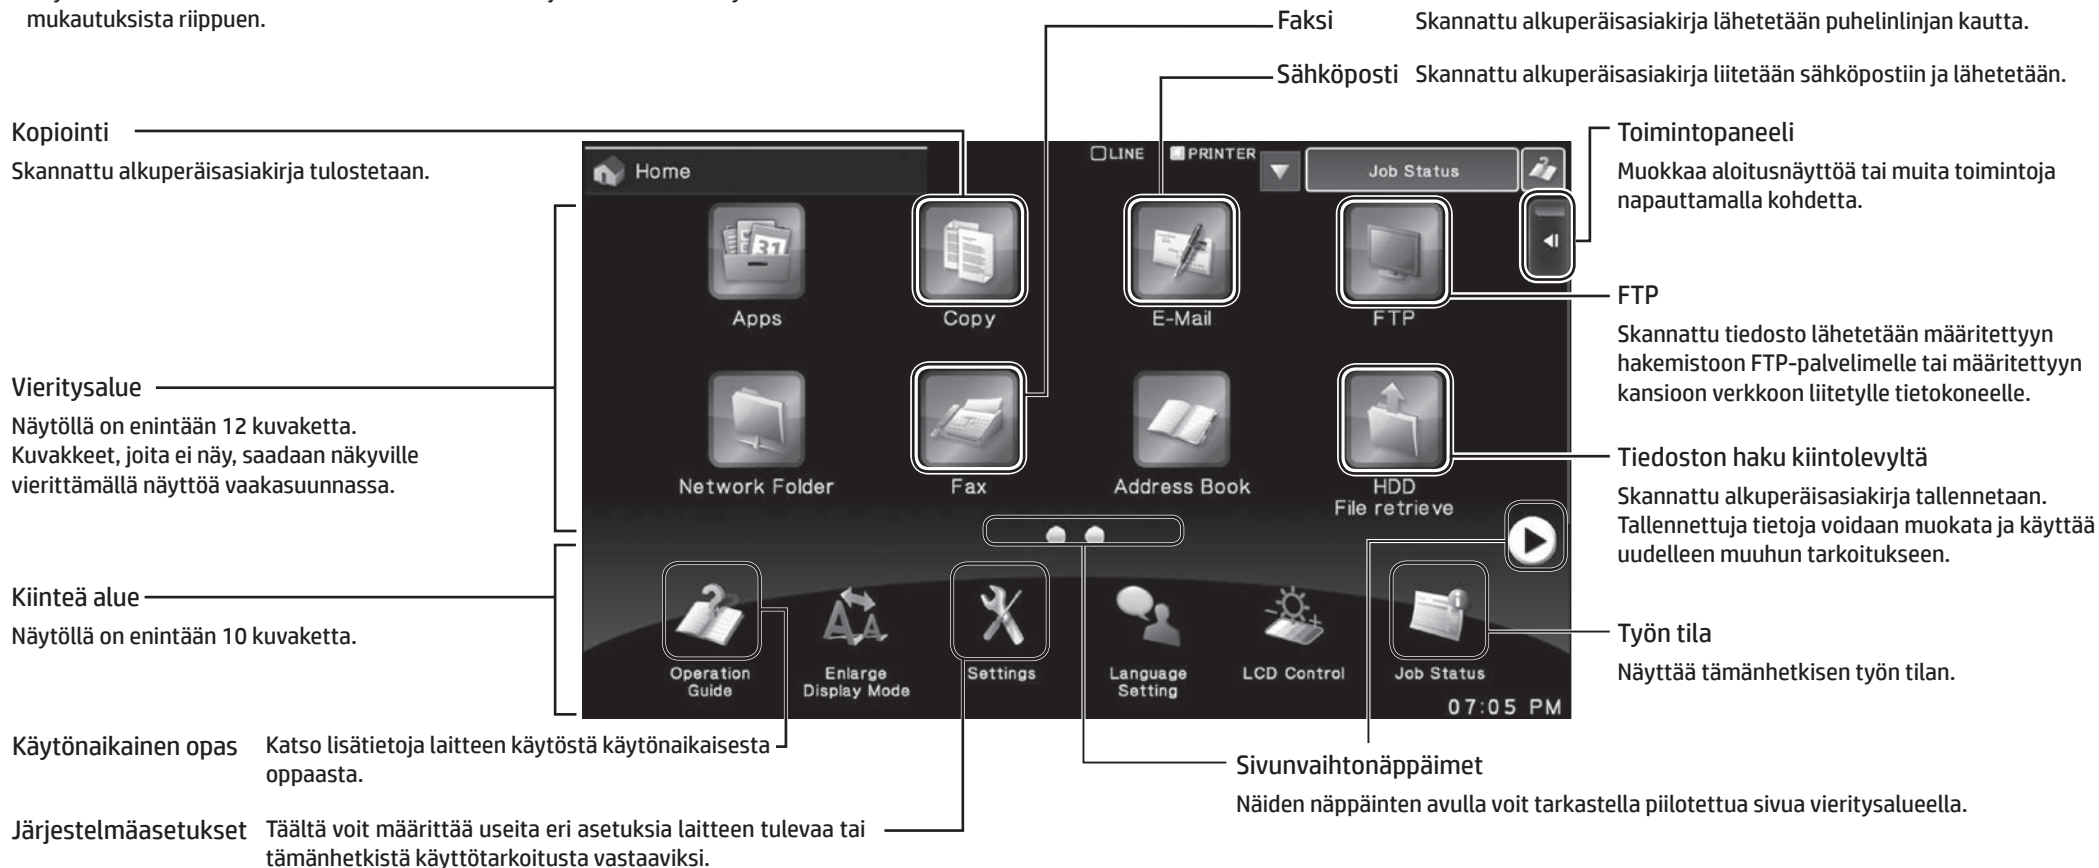 mukautuksista riippuen.
Faksi Skannattu alkuperäisasiakirja lähetetään puhelinlinjan kautta.
Sähköposti Skannattu alkuperäisasiakirja liitetään sähköpostiin ja lähetetään.
Kopiointi
Skannattu alkuperäisasiakirja tulostetaan.
Vieritysalue
Näytöllä on enintään 12 kuvaketta.
Kuvakkeet, joita ei näy, saadaan näkyville
vierittämällä näyttöä vaakasuunnassa.
Kiinteä alue
Näytöllä on enintään 10 kuvaketta.
Home
LINE PRINTER
Job Status
31
Apps Copy E-Mail FTP
Network Folder Fax Address Book HDD
File retrieve
Operation
Guide
Enlarge
Display Mode
Settings
Language
Setting
LCD Control
Job Status
07:05 PM
Toimintopaneeli
Muokkaa aloitusnäyttöä tai muita toimintoja
napauttamalla kohdetta.
FTP
Skannattu tiedosto lähetetään määritettyyn
hakemistoon FTP-palvelimelle tai määritettyyn
kansioon verkkoon liitetylle tietokoneelle.
Tiedoston haku kiintolevyltä
Skannattu alkuperäisasiakirja tallennetaan.
Tallennettuja tietoja voidaan muokata ja käyttää
uudelleen muuhun tarkoitukseen.
Työn tila
Näyttää tämänhetkisen työn tilan.
Käytönaikainen opas Katso lisätietoja laitteen käytöstä käytönaikaisesta
oppaasta.
Sivunvaihtonäppäimet
Näiden näppäinten avulla voit tarkastella piilotettua sivua vieritysalueella.
Järjestelmäasetukset Täältä voit määrittää useita eri asetuksia laitteen tulevaa tai
tämänhetkistä käyttötarkoitusta vastaaviksi.